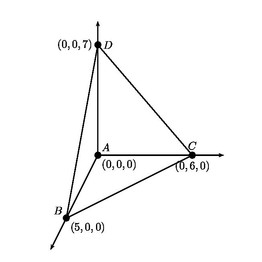 (0, 0, 7) D
A
(0, 0, 0)
C
(0, 6, 0)
B
(5, 0, 0)